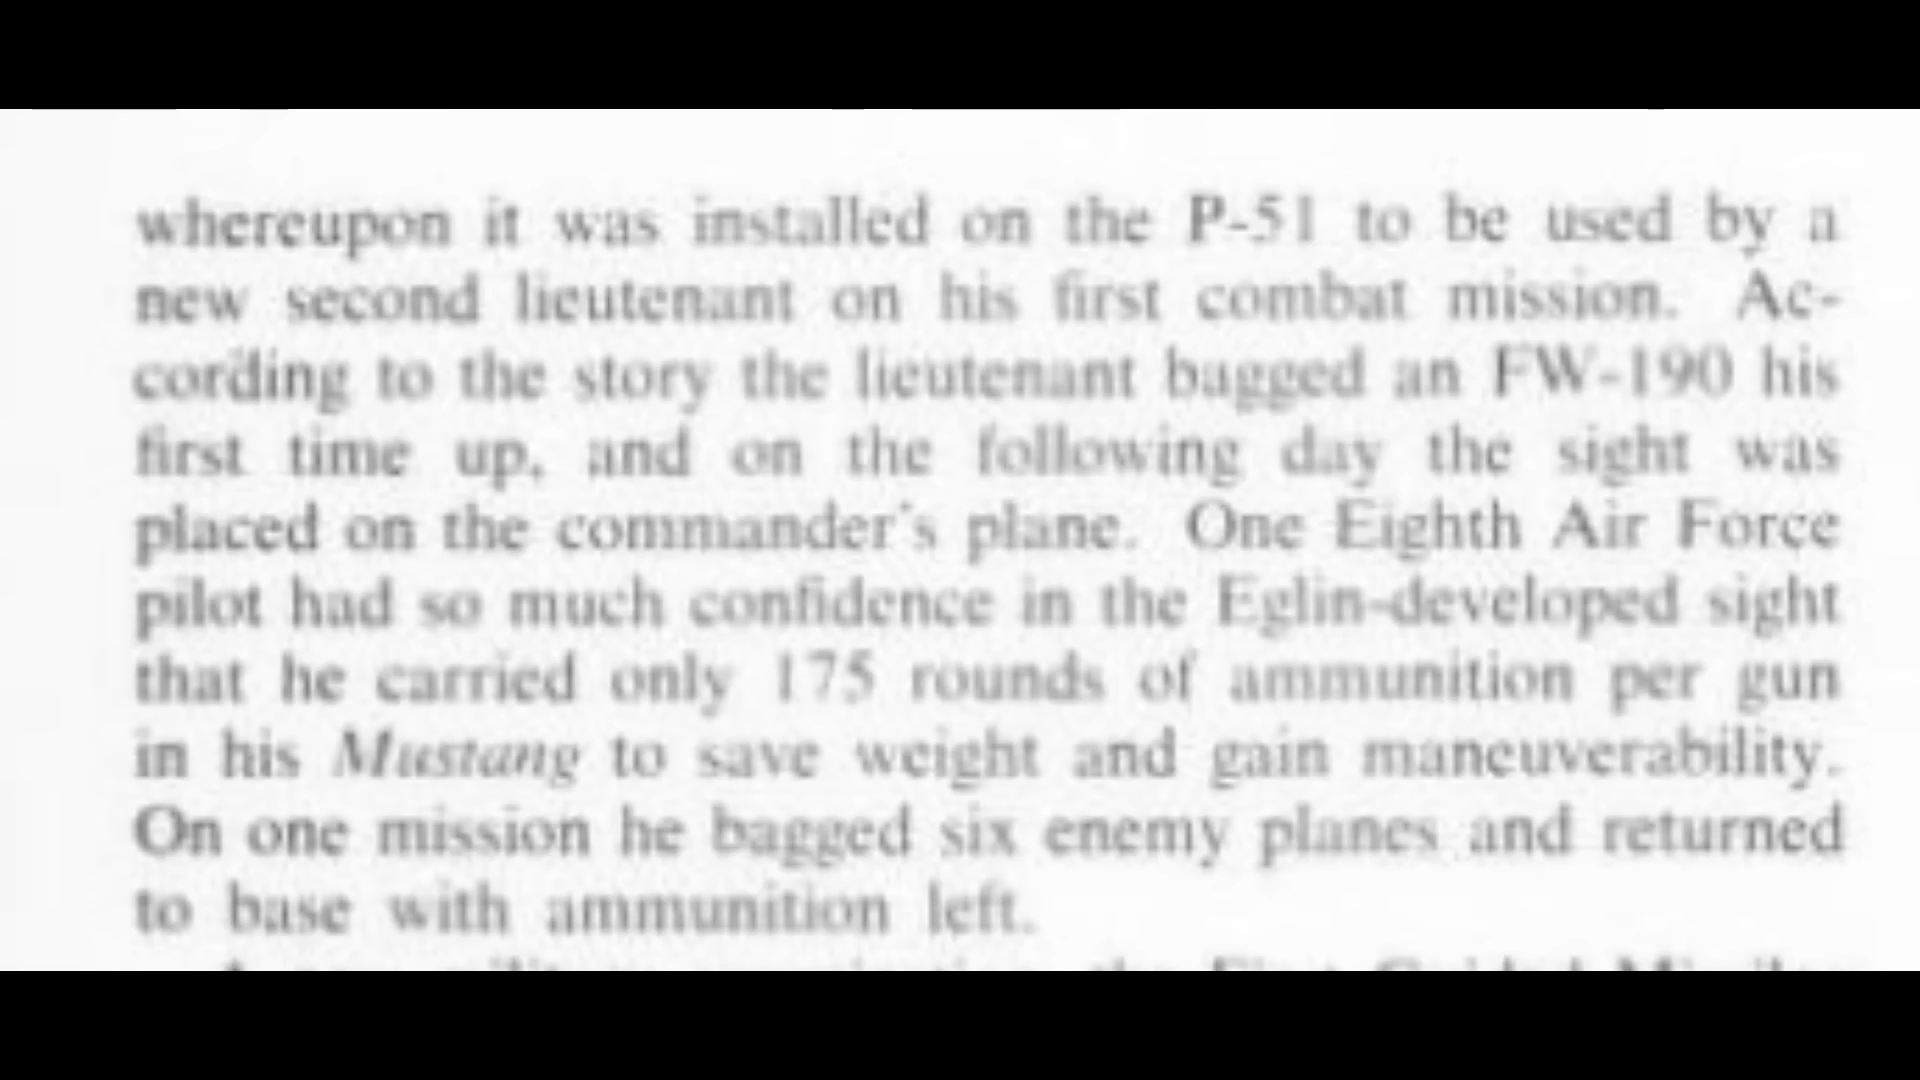 whereupon it was installed on the P-51 to be used by a
new second lieutenant on his first combat mission. Ac-
cording to the story the lieutenant bagged an FW-190 his
first time up, and on the following day the sight was
placed on the commander's plane. One Eighth Air Force
pilot had so much confidence in the Eglin-developed sight
that he carried only 175 rounds of ammunition per gun
in his Mustang to save weight and gain maneuverability.
On one mission he bagged six enemy planes and returned
to base with ammunition left.